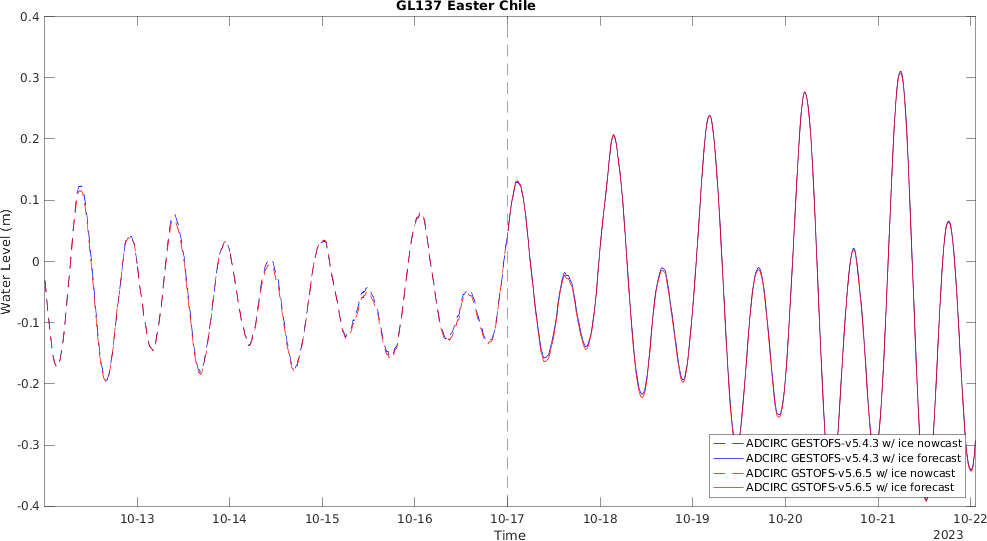 GL137 Easter Chile
Water Level (m)
0.4
0.3
0.2
0.1
0
-0.1
-0.2
-0.3
-0.4
ADCIRC GESTOFS-v5.4.3 w/ ice nowcast
ADCIRC GESTOFS-v5.4.3 w/ ice forecast
ADCIRC GSTOFS-v5.6.5 w/ ice nowcast
ADCIRC GSTOFS-v5.6.5 w/ ice forecast
10-13 10-14 10-15 10-16 10-17 10-18 10-19 10-20 10-21 10-22
Time
2023